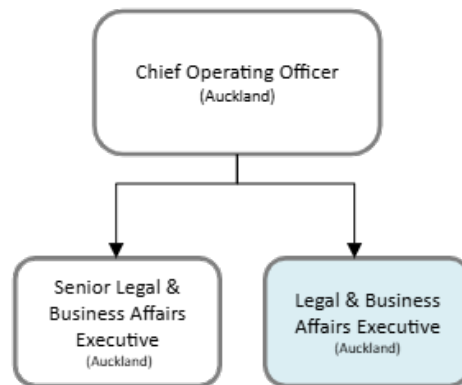 Chief Operating Officer
(Auckland)
Senior Legal &
Business Affairs
Executive
(Auckland)
Legal & Business
Affairs Executive
(Auckland)